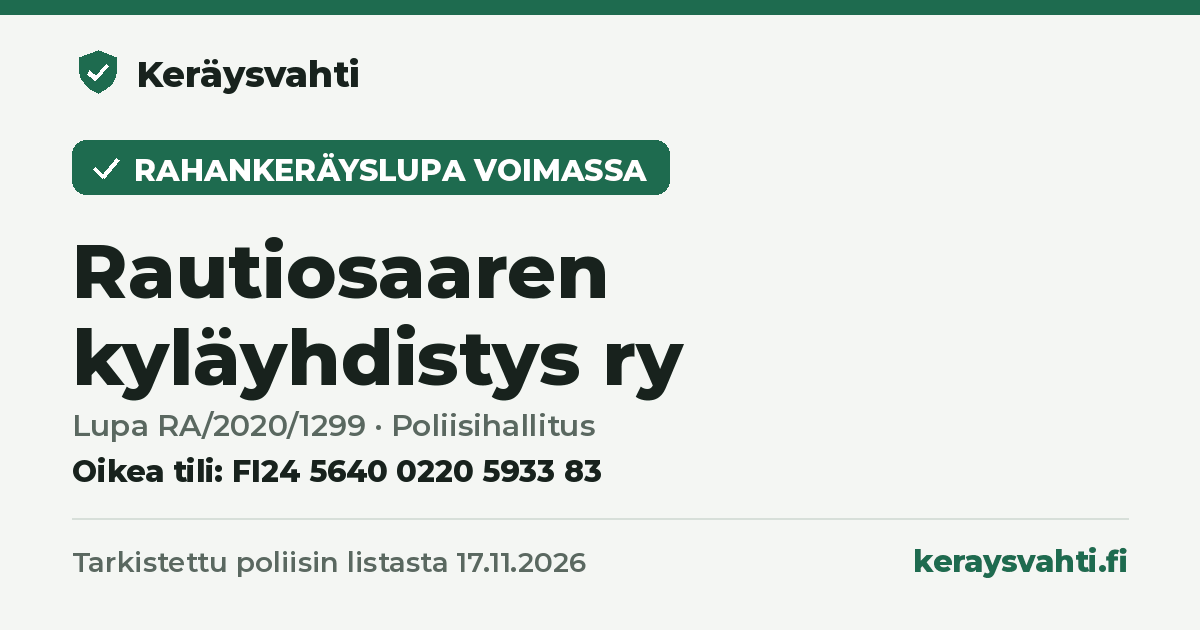 Keräysvahti
RAHANKERÄYSLUPA VOIMASSA
Rautiosaaren
kyläyhdistys ry
Lupa RA/2020/1299 · Poliisihallitus
Oikea tili: FI24 5640 0220 5933 83
Tarkistettu poliisin listasta 17.11.2026
keraysvahti.fi